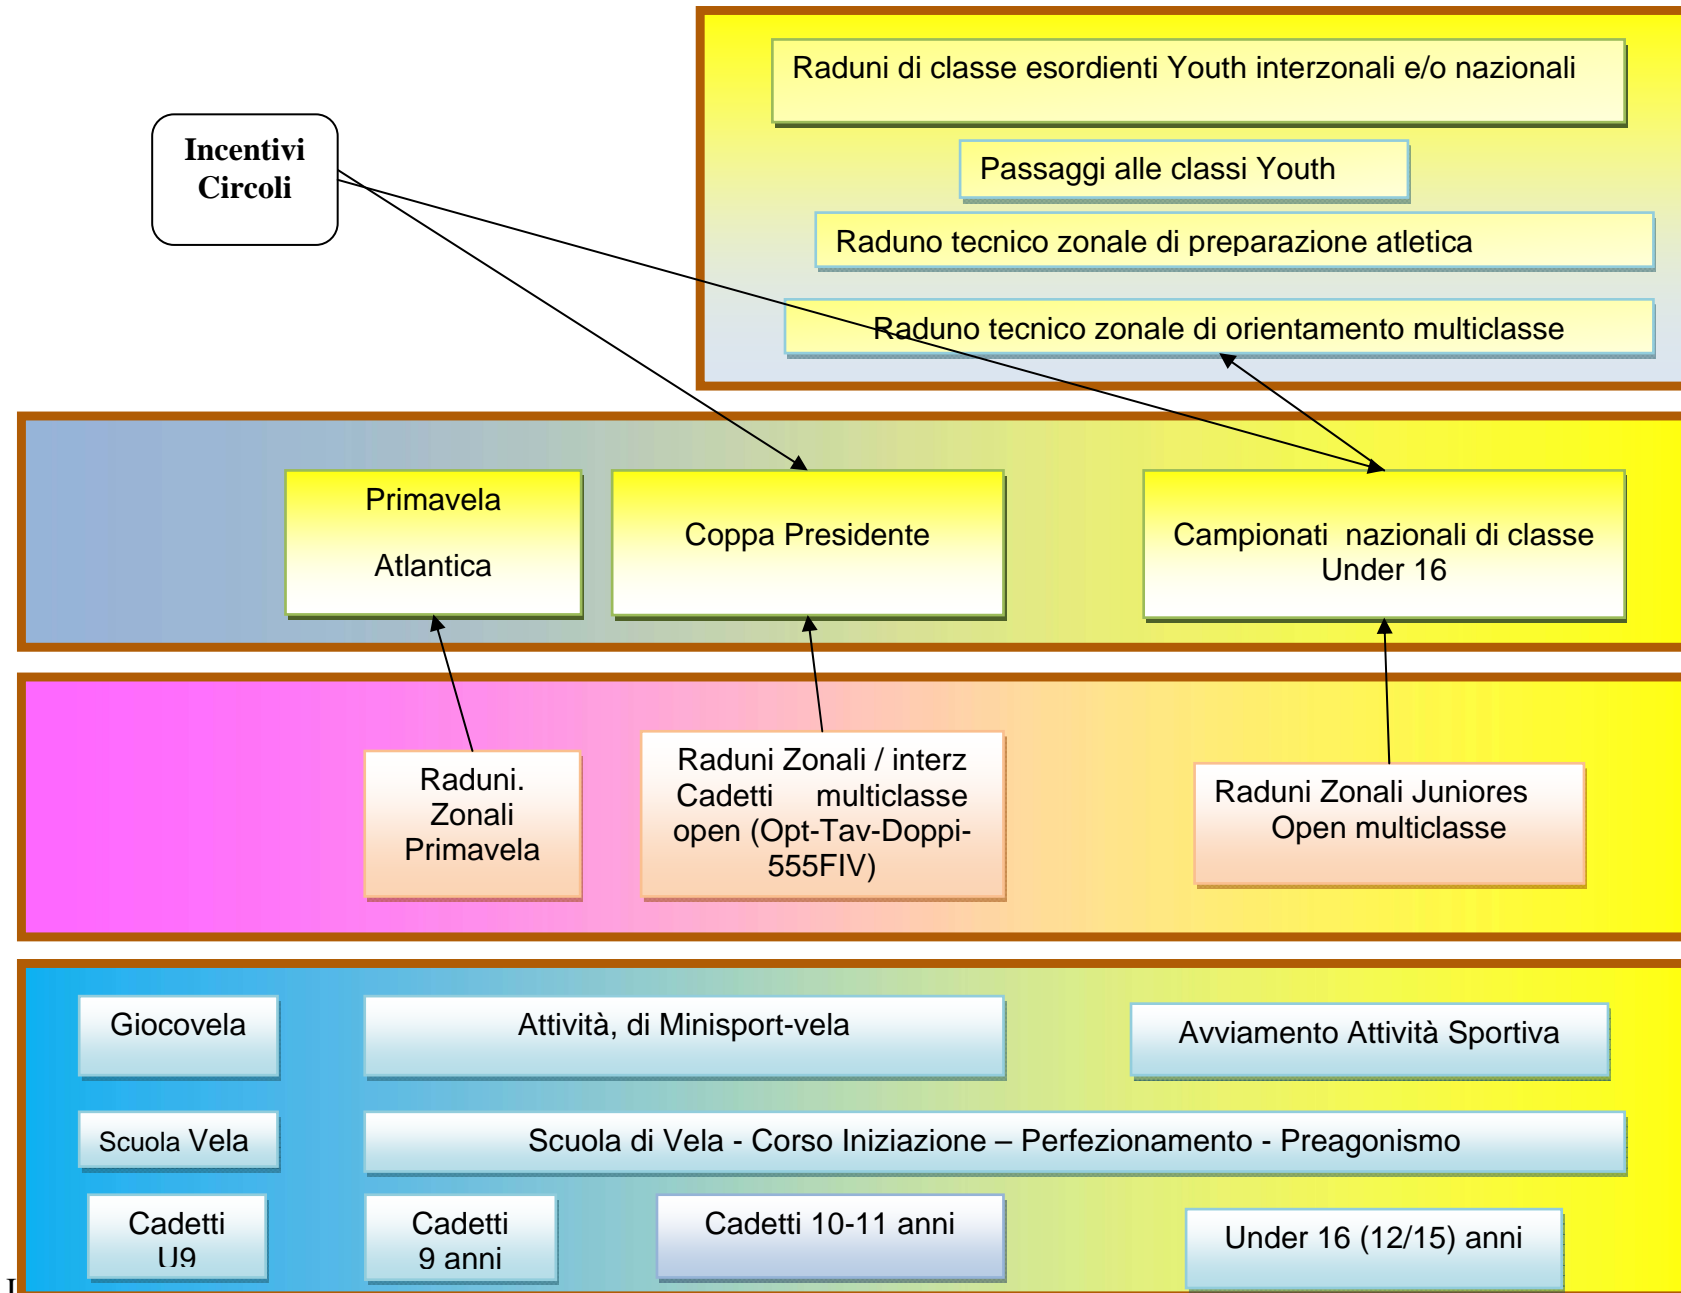 Raduni di classe esordienti Youth interzonali e/o nazionali
Incentivi
Circoli
Passaggi alle classi Youth
Raduno tecnico zonale di preparazione atletica
Raduno tecnico zonale di orientamento multiclasse
Primavela
Atlantica
Coppa Presidente
Campionati nazionali di classe
Under 16
Raduni.
Zonali
Primavela
Raduni Zonali / interz
Cadetti multiclasse
open (Opt-Tav-Doppi-
555FIV)
Raduni Zonali Juniores
Open multiclasse
Giocovela
Attività, di Minisport-vela
Avviamento Attività Sportiva
Scuola Vela
Scuola di Vela - Corso Iniziazione – Perfezionamento - Preagonismo
Cadetti
U9
Cadetti
9 anni
Cadetti 10-11 anni
Under 16 (12/15) anni